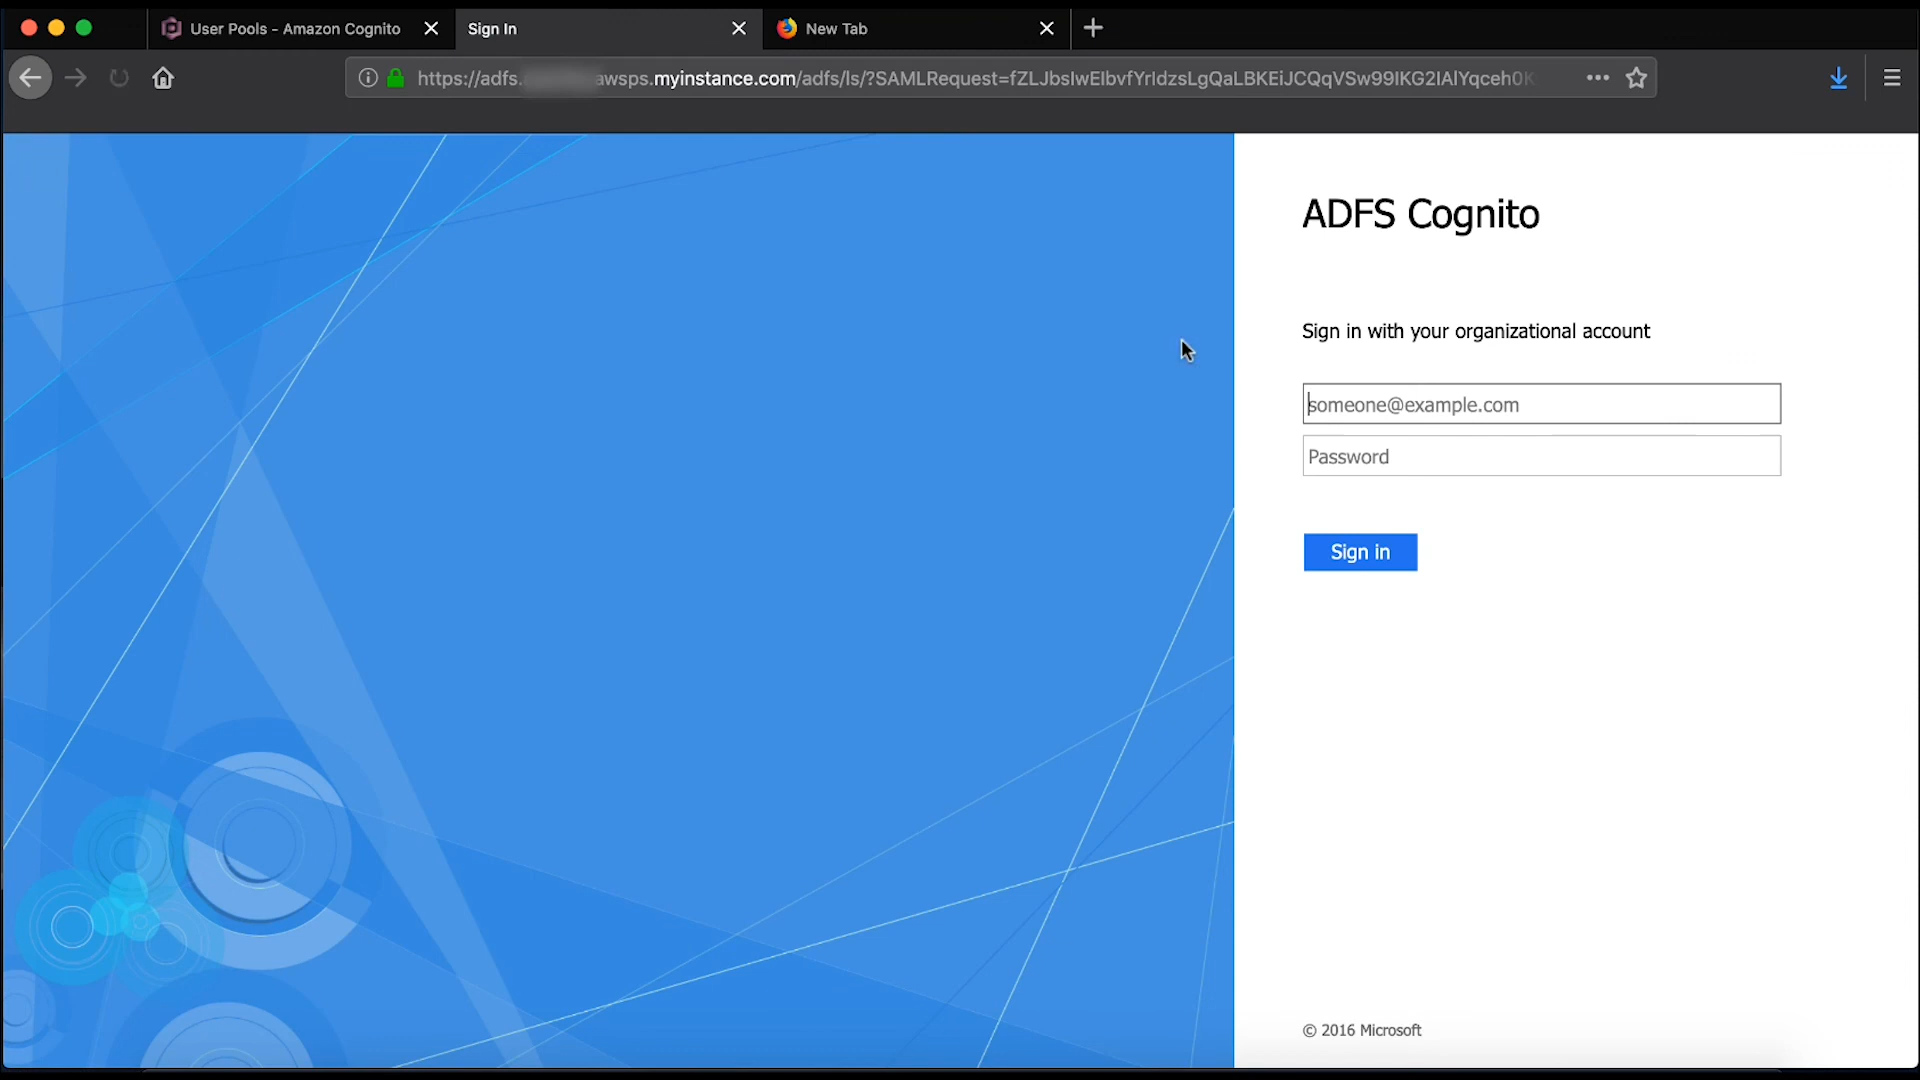 User Pools - Amazon Cognito
Sign In
New Tab
https://adfs. awsps.myinstance.com/adfs/ls/?SAMLRequest=
ADFS Cognito
Sign in with your organizational account
someone@example.com
Password
Sign in
© 2016 Microsoft